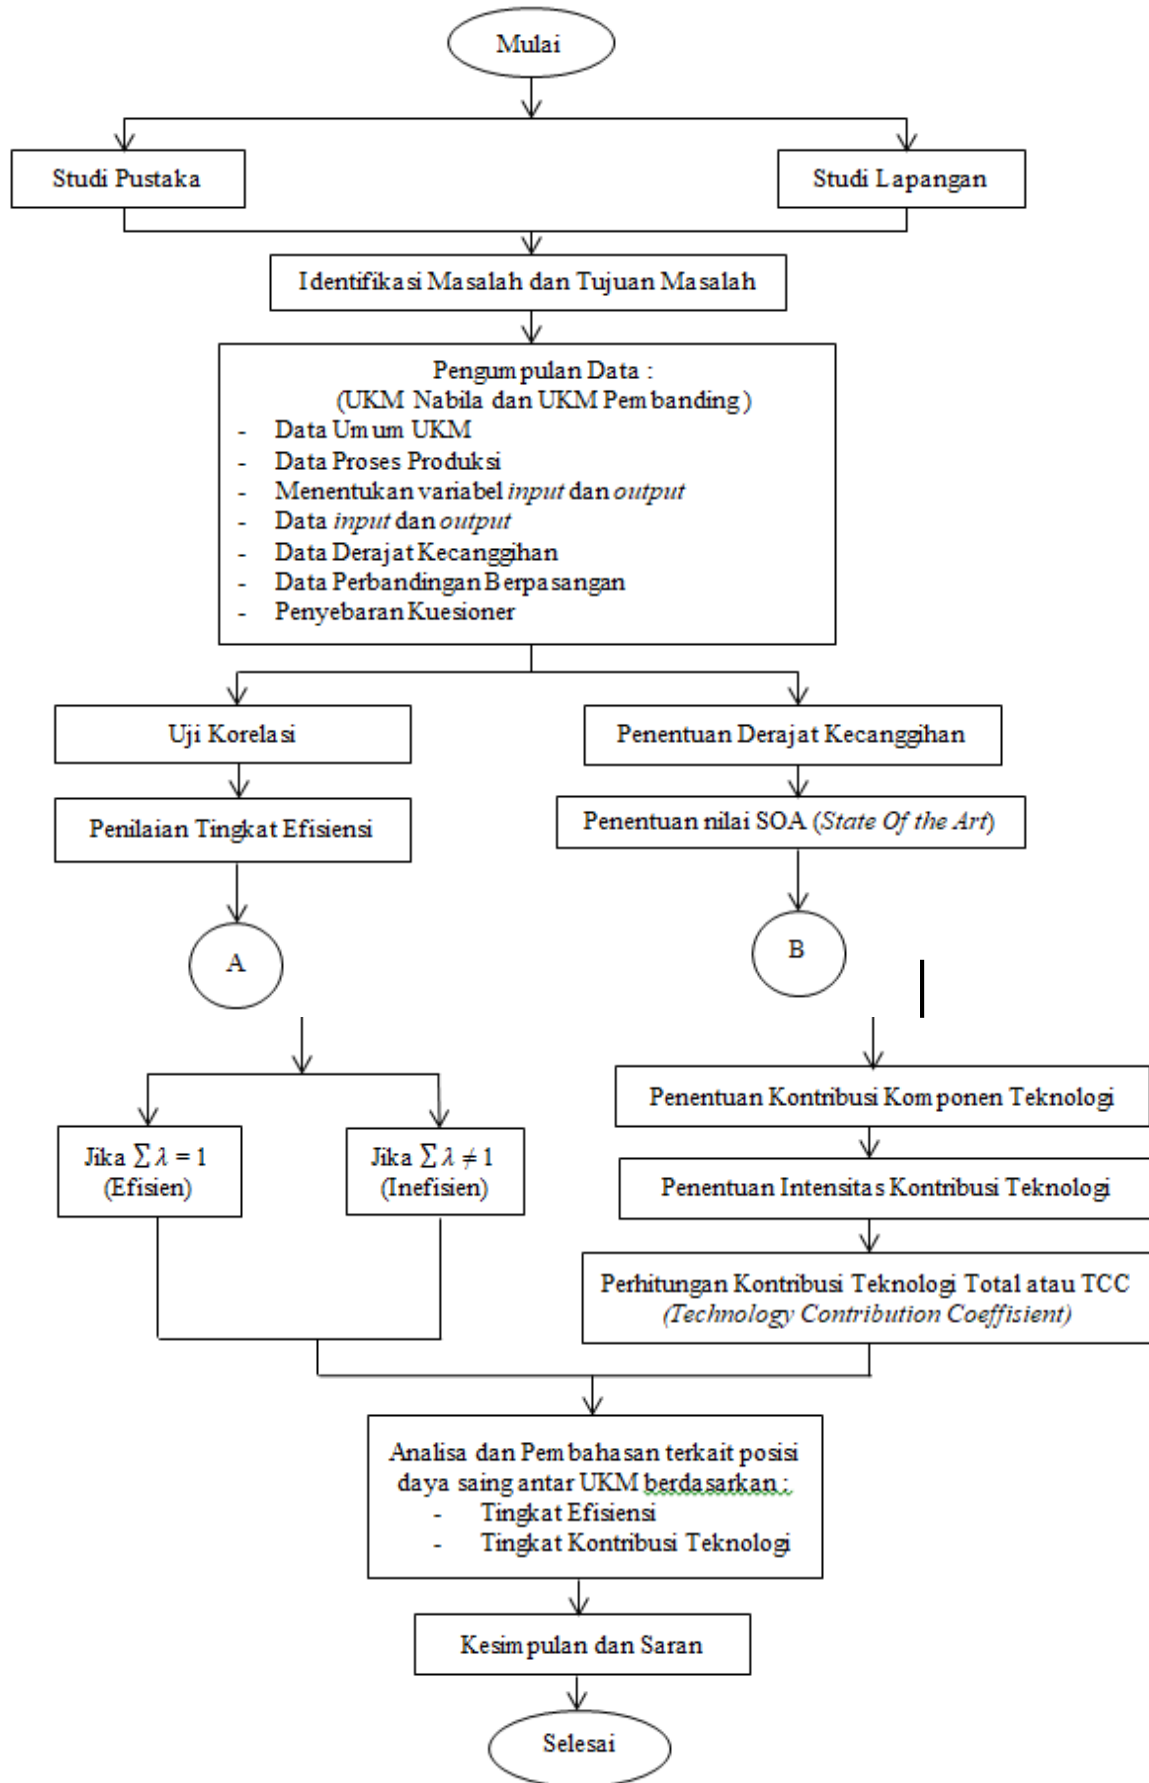 Mulai
Studi Pustaka
Studi Lapangan
Identifikasi Masalah dan Tujuan Masalah
Pengumpulan Data :
(UKM Nabila dan UKM Pembanding)
- Data Umum UKM
- Data Proses Produksi
- Menentukan variabel input dan output
- Data input dan output
- Data Derajat Kecanggihan
- Data Perbandingan Berpasangan
- Penyebaran Kuesioner
Uji Korelasi
Penentuan Derajat Kecanggihan
Penilaian Tingkat Efisiensi
Penentuan nilai SOA (State Of the Art)
A
B
Penentuan Kontribusi Komponen Teknologi
Jika ∑ λ = 1
(Efisien)
Jika ∑ λ ≠ 1
(Inefisien)
Penentuan Intensitas Kontribusi Teknologi
Perhitungan Kontribusi Teknologi Total atau TCC
(Technology Contribution Coeffisient)
Analisa dan Pembahasan terkait posisi
daya saing antar UKM berdasarkan :
- Tingkat Efisiensi
- Tingkat Kontribusi Teknologi
Kesimpulan dan Saran
Selesai